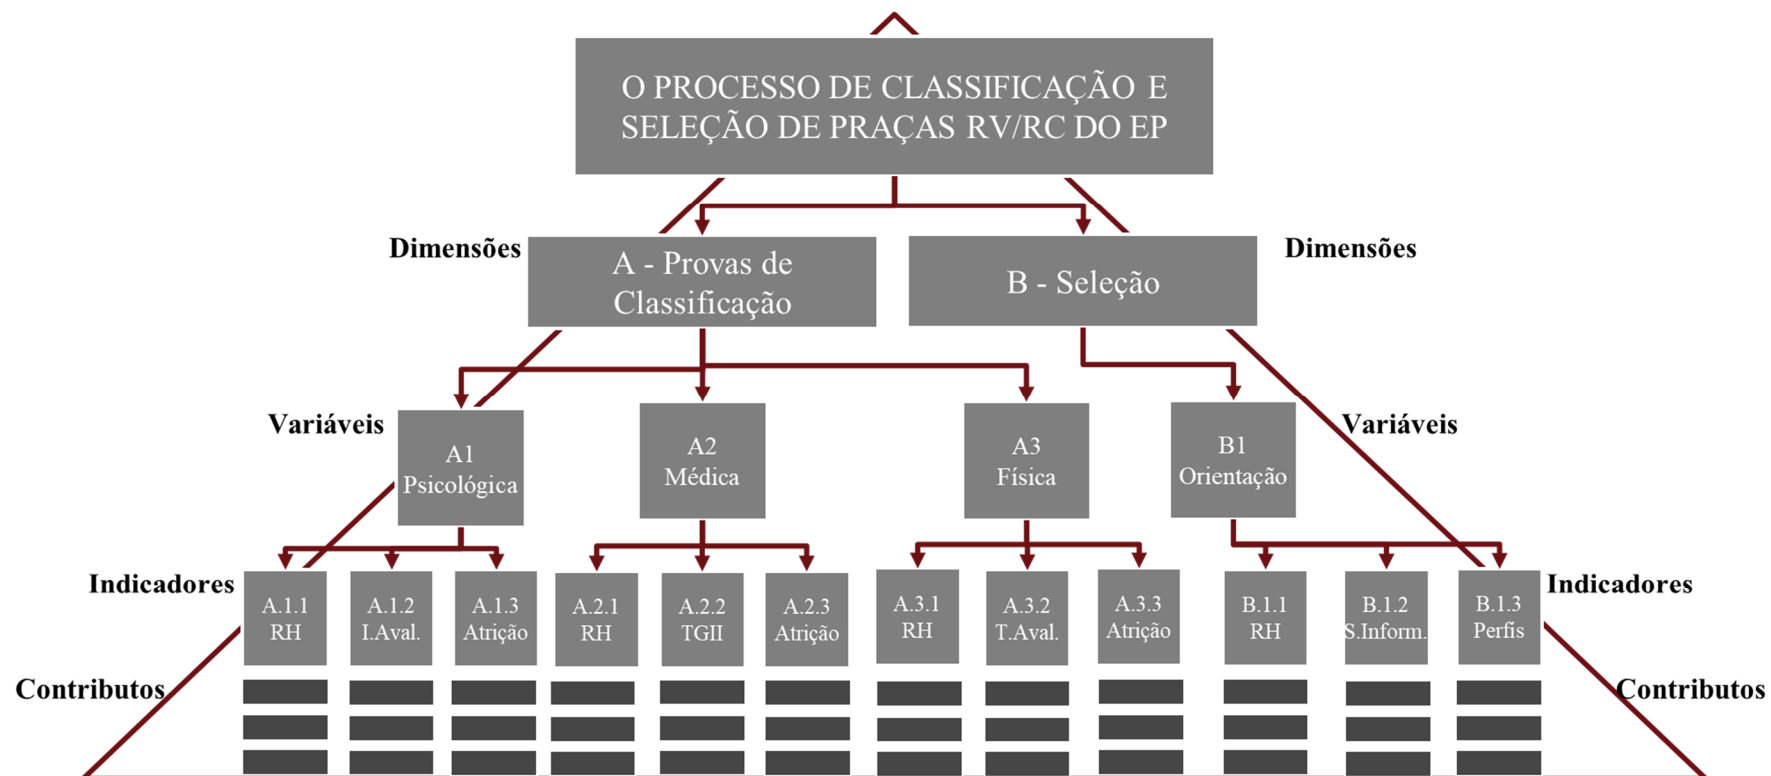 O PROCESSO DE CLASSIFICAÇÃO E
SELEÇÃO DE PRAÇAS RV/RC DO EP
Dimensões
A - Provas de
Classificação
B - Seleção
Dimensões
Variáveis
A1
Psicológica
A2
Médica
A3
Física
B1
Orientação
Variáveis
Indicadores
A.1.1
RH
A.1.2
I.Aval.
A.1.3
Atrição
A.2.1
RH
A.2.2
TGII
A.2.3
Atrição
A.3.1
RH
A.3.2
T.Aval.
A.3.3
Atrição
B.1.1
RH
B.1.2
S.Inform.
B.1.3
Perfís
Indicadores
Contributos
Contributos